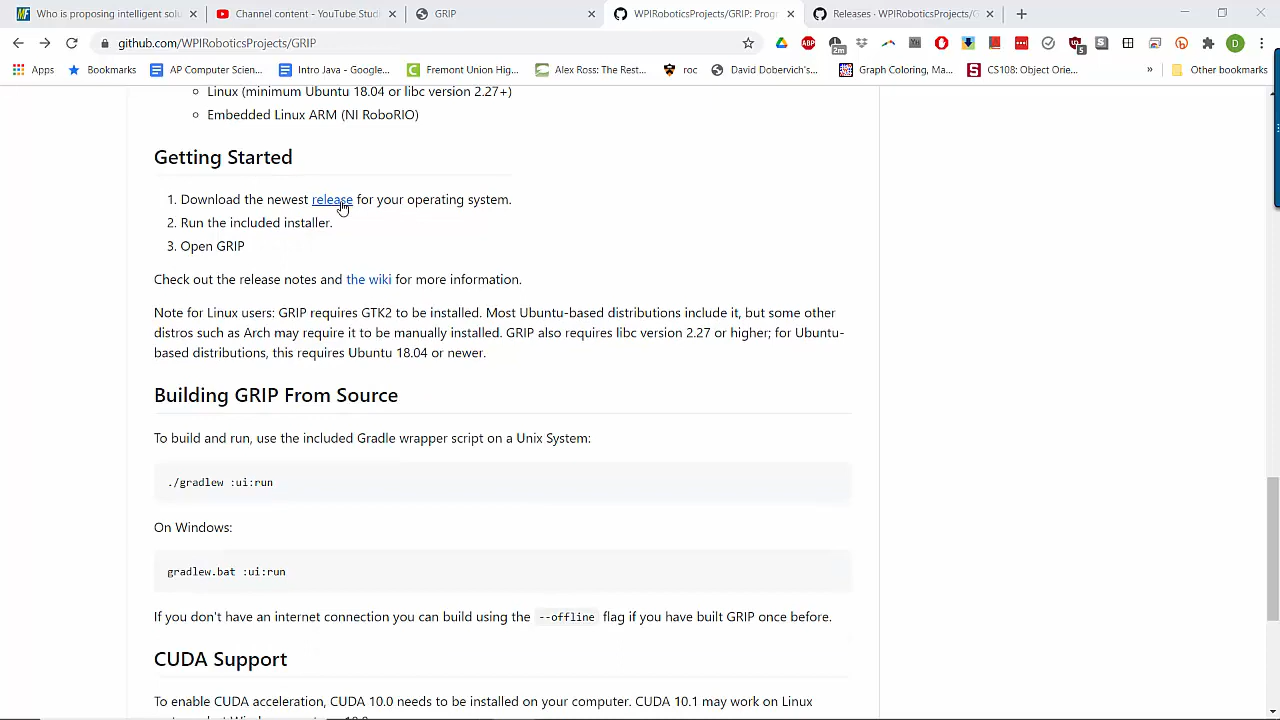 Who is proposing intelligent solu
Channel content - YouTube Studi
GRIP
WPIRoboticsProjects/GRIP: Prog
Releases · WPIRoboticsProjects/G
github.com/WPIRoboticsProjects/GRIP
Apps
Bookmarks
AP Computer Scien...
Intro Java - Google...
Fremont Union Hig...
Alex Ross: The Rest...
roc
David Dobervich's...
Graph Coloring, Ma...
CS108: Object Orie...
»
Other bookmarks
Linux (minimum Ubuntu 18.04 or libc version 2.27+)
Embedded Linux ARM (NI RoboRIO)
Getting Started
1. Download the newest release for your operating system.
2. Run the included installer.
3. Open GRIP
Check out the release notes and the wiki for more information.
Note for Linux users: GRIP requires GTK2 to be installed. Most Ubuntu-based distributions include it, but some other
distros such as Arch may require it to be manually installed. GRIP also requires libc version 2.27 or higher; for Ubuntu-
based distributions, this requires Ubuntu 18.04 or newer.
Building GRIP From Source
To build and run, use the included Gradle wrapper script on a Unix System:
./gradlew :ui:run
On Windows:
gradlew.bat :ui:run
If you don't have an internet connection you can build using the --offline flag if you have built GRIP once before.
CUDA Support
To enable CUDA acceleration, CUDA 10.0 needs to be installed on your computer. CUDA 10.1 may work on Linux